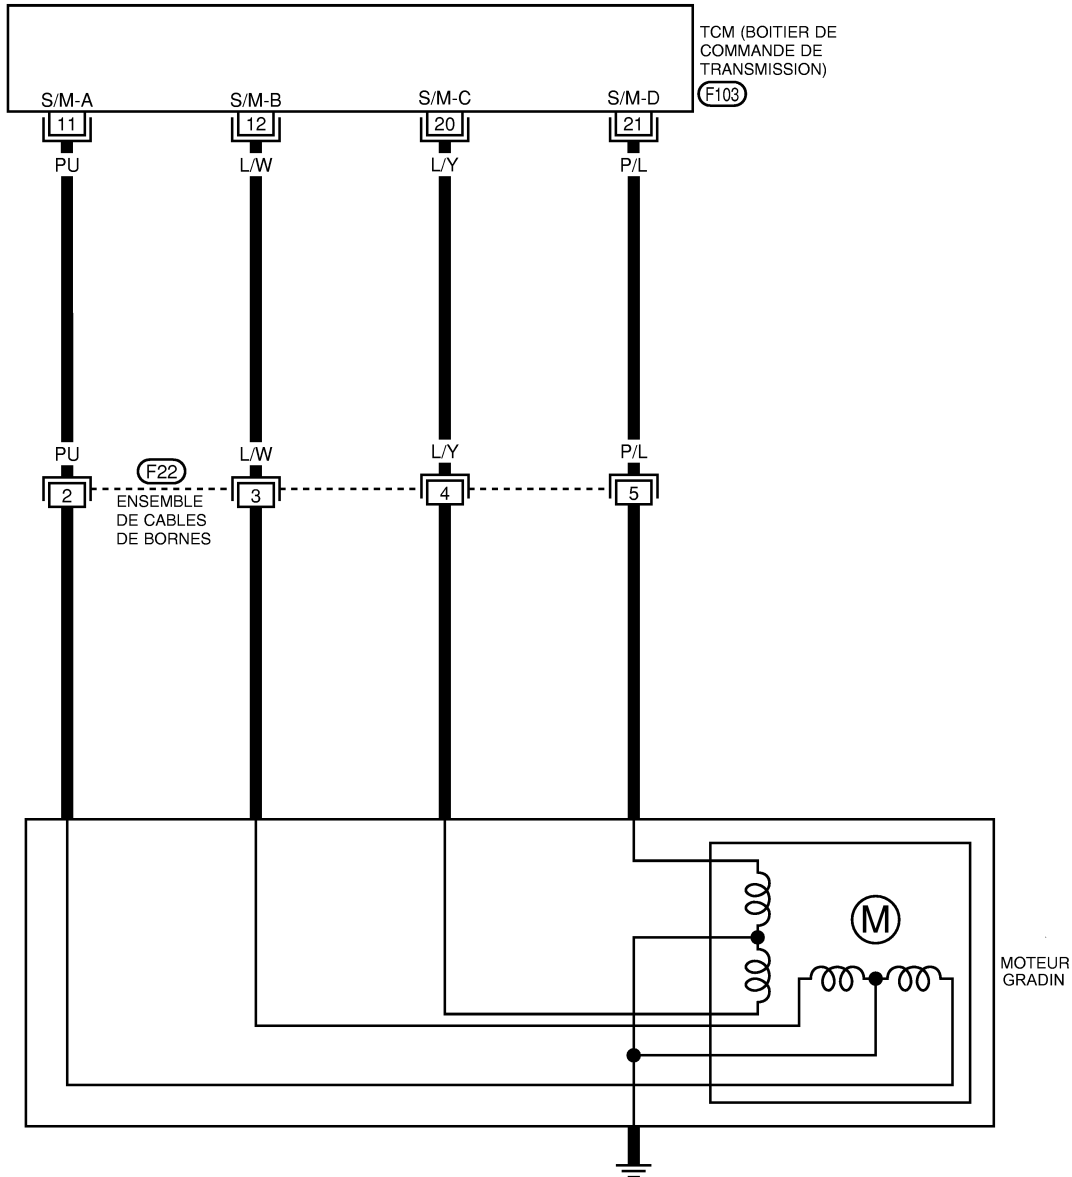 TCM (BOITIER DE
COMMANDE DE
TRANSMISSION)
F103
S/M-A S/M-B S/M-C S/M-D
11 12 20 21
PU L/W L/Y P/L
PU L/W L/Y P/L
F22
2 3 4 5
ENSEMBLE
DE CABLES
DE BORNES
M
MOTEUR
GRADIN